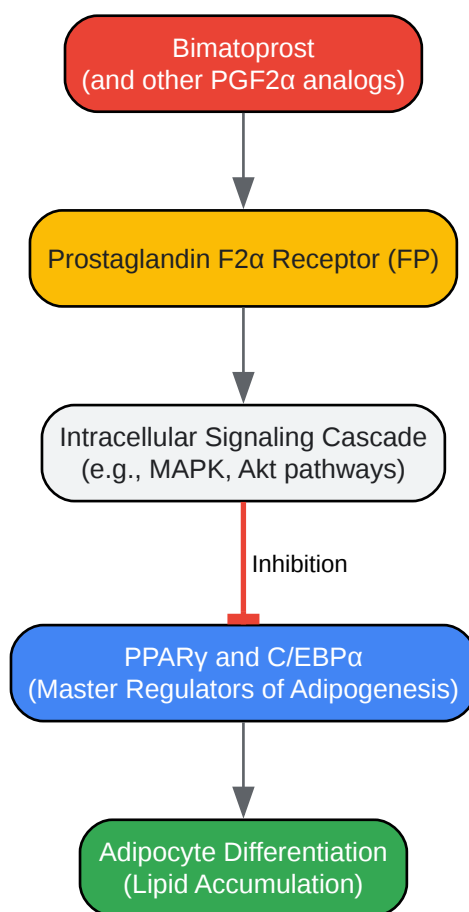 Bimatoprost
(and other PGF2α analogs)
Prostaglandin F2α Receptor (FP)
Intracellular Signaling Cascade
(e.g., MAPK, Akt pathways)
Inhibition
PPARγ and C/EBPα
(Master Regulators of Adipogenesis)
Adipocyte Differentiation
(Lipid Accumulation)